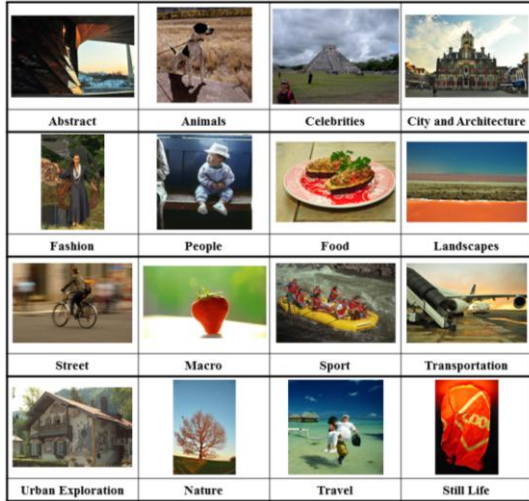 Abstract
Animals
Celebrities
City and Architecture
Fashion
People
Food
Landscapes
Street
Macro
Sport
Transportation
Urban Exploration
Nature
Travel
Still Life